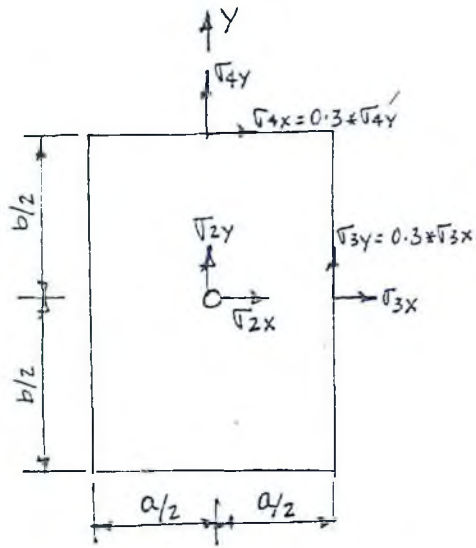 Y
σ4y
σ4x = 0.3*σ4y'
b/2
σ2y
σ3y = 0.3*σ3x
σ2x
σ3x
b/2
a/2 a/2